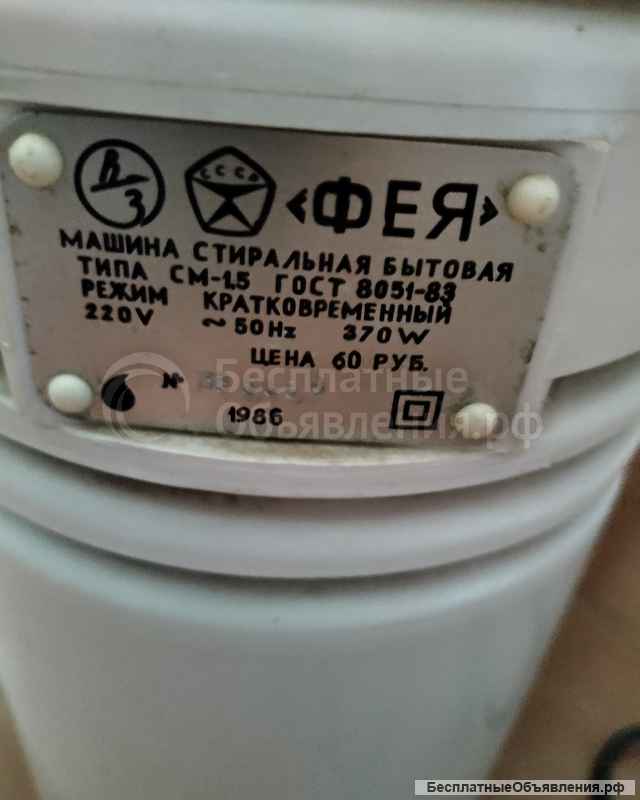 В/З СССР «ФЕЯ»
МАШИНА СТИРАЛЬНАЯ БЫТОВАЯ
ТИПА СМ-1.5 ГОСТ 8051-83
РЕЖИМ КРАТКОВРЕМЕННЫЙ
220V ~50Hz 370W
ЦЕНА 60 РУБ.
№
1986
Бесплатные
Объявления.рф
БесплатныеОбъявления.рф